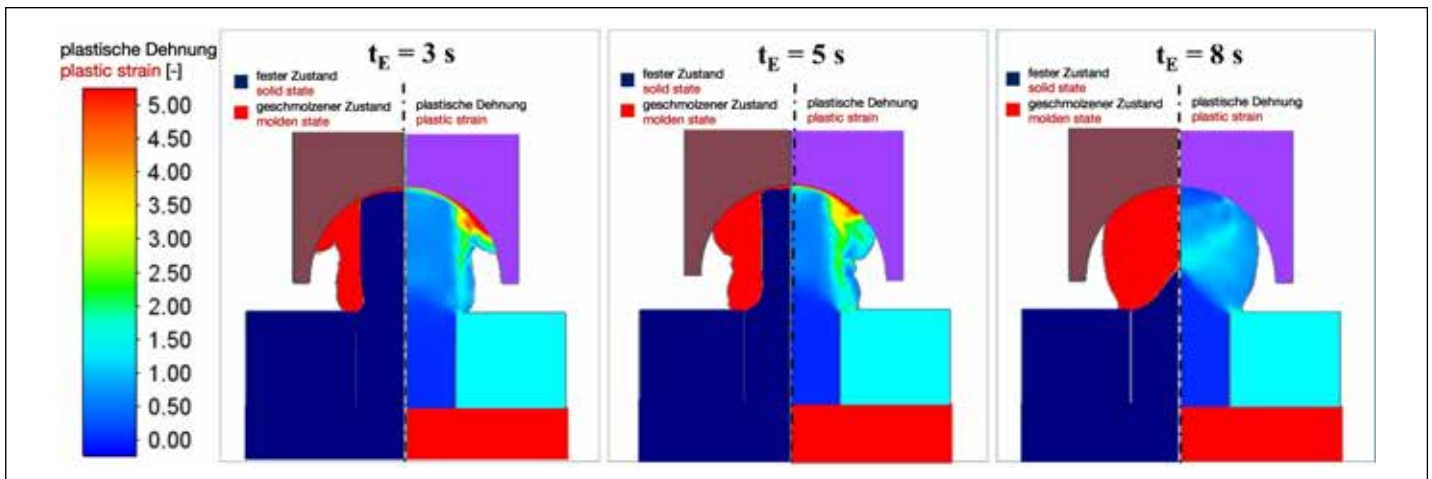 plastische Dehnung
plastic strain [-]
5.00
4.50
4.00
3.50
3.00
2.50
2.00
1.50
1.00
0.50
0.00
t_E = 3 s
fester Zustand
solid state
geschmolzener Zustand
molden state
plastische Dehnung
plastic strain
t_E = 5 s
fester Zustand
solid state
geschmolzener Zustand
molden state
plastische Dehnung
plastic strain
t_E = 8 s
fester Zustand
solid state
geschmolzener Zustand
molden state
plastische Dehnung
plastic strain